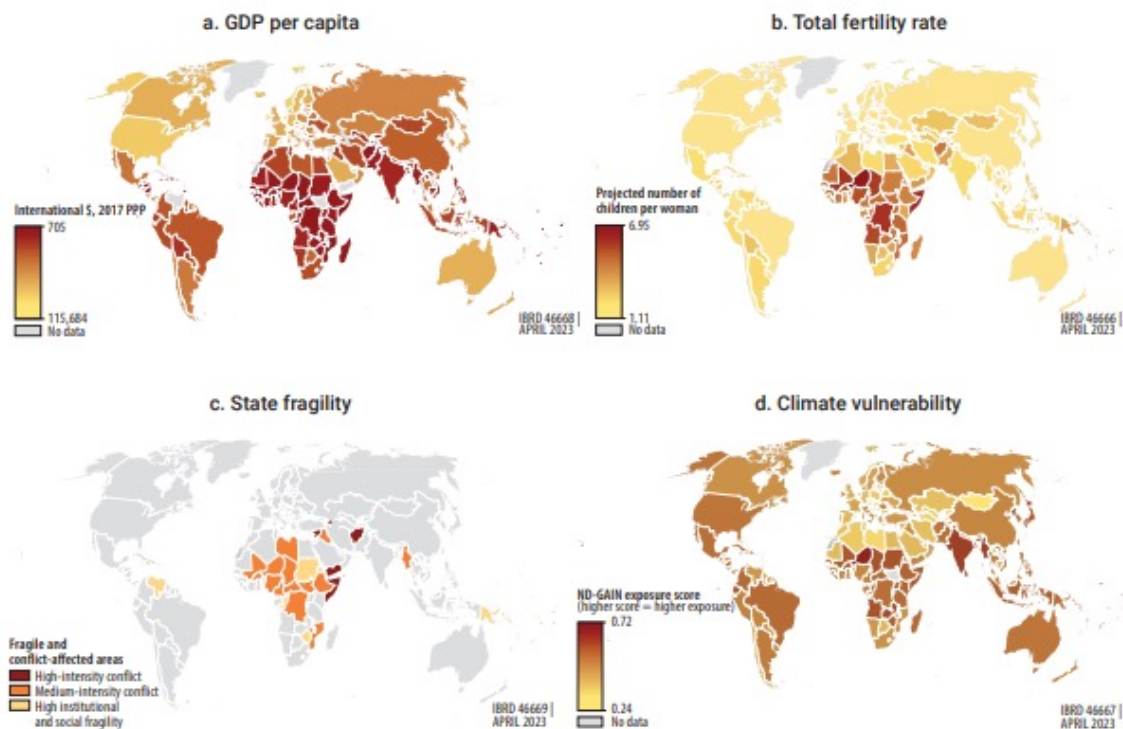 a. GDP per capita
International $, 2017 PPP
705
115,684
No data
IBRD 46668 |
APRIL 2023
b. Total fertility rate
Projected number of
children per woman
6.95
1.11
No data
IBRD 46666 |
APRIL 2023
c. State fragility
Fragile and
conflict-affected areas
High-intensity conflict
Medium-intensity conflict
High institutional
and social fragility
IBRD 46669 |
APRIL 2023
d. Climate vulnerability
ND-GAIN exposure score
(higher score = higher exposure)
0.72
0.24
No data
IBRD 46667 |
APRIL 2023